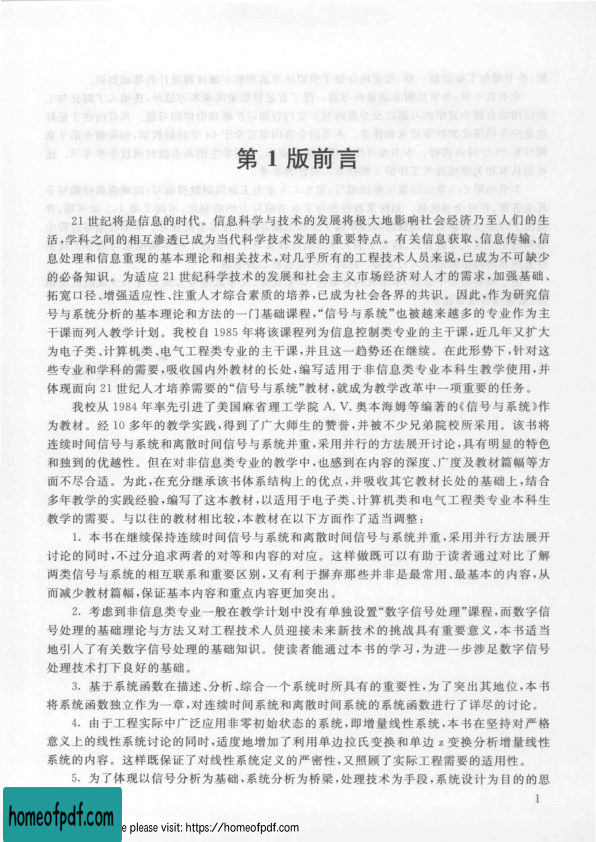 第 1 版前言
21 世纪将是信息的时代。信息科学与技术的发展将极大地影响社会经济乃至人们的生
活,学科之间的相互渗透已成为当代科学技术发展的重要特点。有关信息获取、信息传输、信
息处理和信息重现的基本理论和相关技术,对几乎所有的工程技术人员来说,已成为不可缺少
的必备知识。为适应 21 世纪科学技术的发展和社会主义市场经济对人才的需求,加强基础、
拓宽口径、增强适应性、注重人才综合素质的培养,已成为社会各界的共识。因此,作为研究信
号与系统分析的基本理论和方法的一门基础课程,“信号与系统”也被越来越多的专业作为主
干课而列入教学计划。我校自 1985 年将该课程列为信息控制类专业的主干课,近几年又扩大
为电子类、计算机类、电气工程类专业的主干课,并且这一趋势还在继续。在此形势下,针对这
些专业和学科的需要,吸收国内外教材的长处,编写适用于非信息类专业本科生教学使用,并
体现面向 21 世纪人才培养需要的“信号与系统”教材,就成为教学改革中一项重要的任务。
我校从 1984 年率先引进了美国麻省理工学院 A. V. 奥本海姆等编著的《信号与系统》作
为教材。经 10 多年的教学实践,得到了广大师生的赞誉,并被不少兄弟院校所采用。该书将
连续时间信号与系统和离散时间信号与系统并重,采用并行的方法展开讨论,具有明显的特色
和独到的优越性。但在对非信息类专业的教学中,也感到在内容的深度、广度及教材篇幅等方
面不尽合适。为此,在充分继承该书体系结构上的优点,并吸收其它教材长处的基础上,结合
多年教学的实践经验,编写了这本教材,以适用于电子类、计算机类和电气工程类专业本科生
教学的需要。与以往的教材相比较,本教材在以下方面作了适当调整:
1. 本书在继续保持连续时间信号与系统和离散时间信号与系统并重,采用并行方法展开
讨论的同时,不过分追求两者的对等和内容的对应。这样做既可以有助于读者通过对比了解
两类信号与系统的相互联系和重要区别,又有利于摒弃那些并非是最常用、最基本的内容,从
而减少教材篇幅,保证基本内容和重点内容更加突出。
2. 考虑到非信息类专业一般在教学计划中没有单独设置“数字信号处理”课程,而数字信
号处理的基础理论与方法又对工程技术人员迎接未来新技术的挑战具有重要意义,本书适当
地引入了有关数字信号处理的基础知识。使读者能通过本书的学习,为进一步涉足数字信号
处理技术打下良好的基础。
3. 基于系统函数在描述、分析、综合一个系统时所具有的重要性,为了突出其地位,本书
将系统函数独立作为一章,对连续时间系统和离散时间系统的系统函数进行了详尽的讨论。
4. 由于工程实际中广泛应用非零初始状态的系统,即增量线性系统,本书在坚持对严格
意义上的线性系统讨论的同时,适度地增加了利用单边拉氏变换和单边 z 变换分析增量线性
系统的内容。这样既保证了对线性系统定义的严密性,又照顾了实际工程需要的适用性。
5. 为了体现以信号分析为基础,系统分析为桥梁,处理技术为手段,系统设计为目的的思
1
homeofpdf.com
e please visit: https://homeofpdf.com